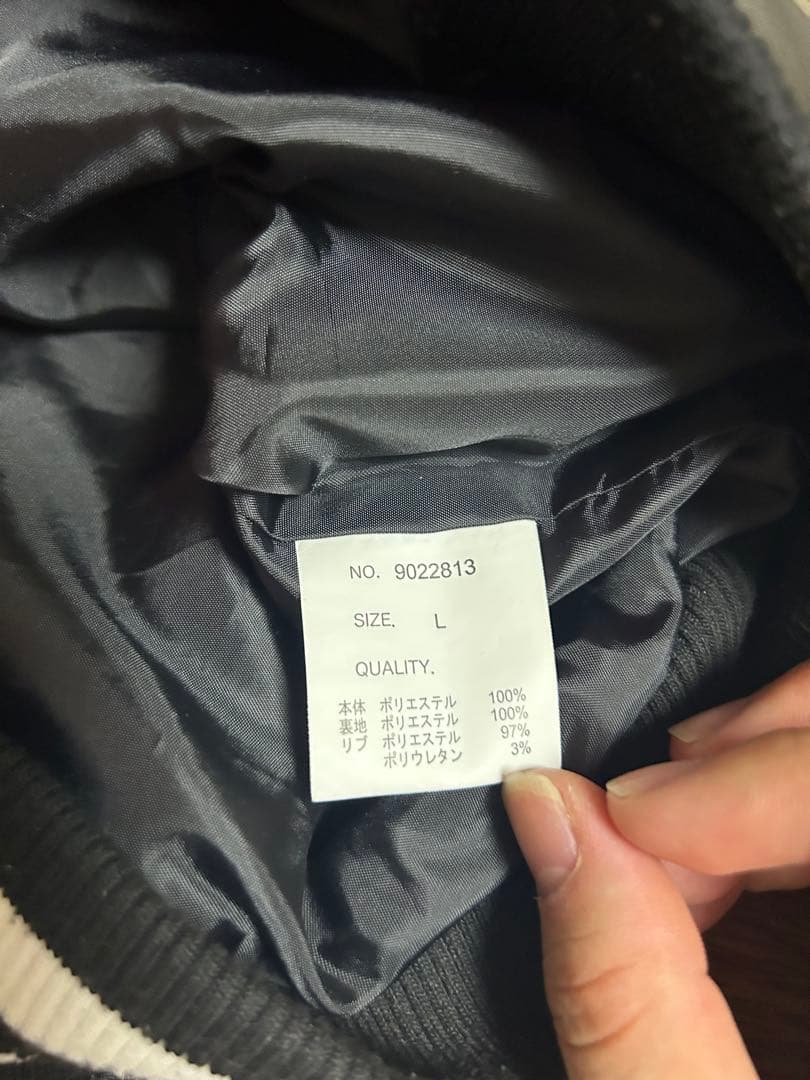 NO. 9022813
SIZE. L
QUALITY.
本体 ポリエステル 100%
裏地 ポリエステル 100%
リブ ポリエステル 97%
ポリウレタン 3%